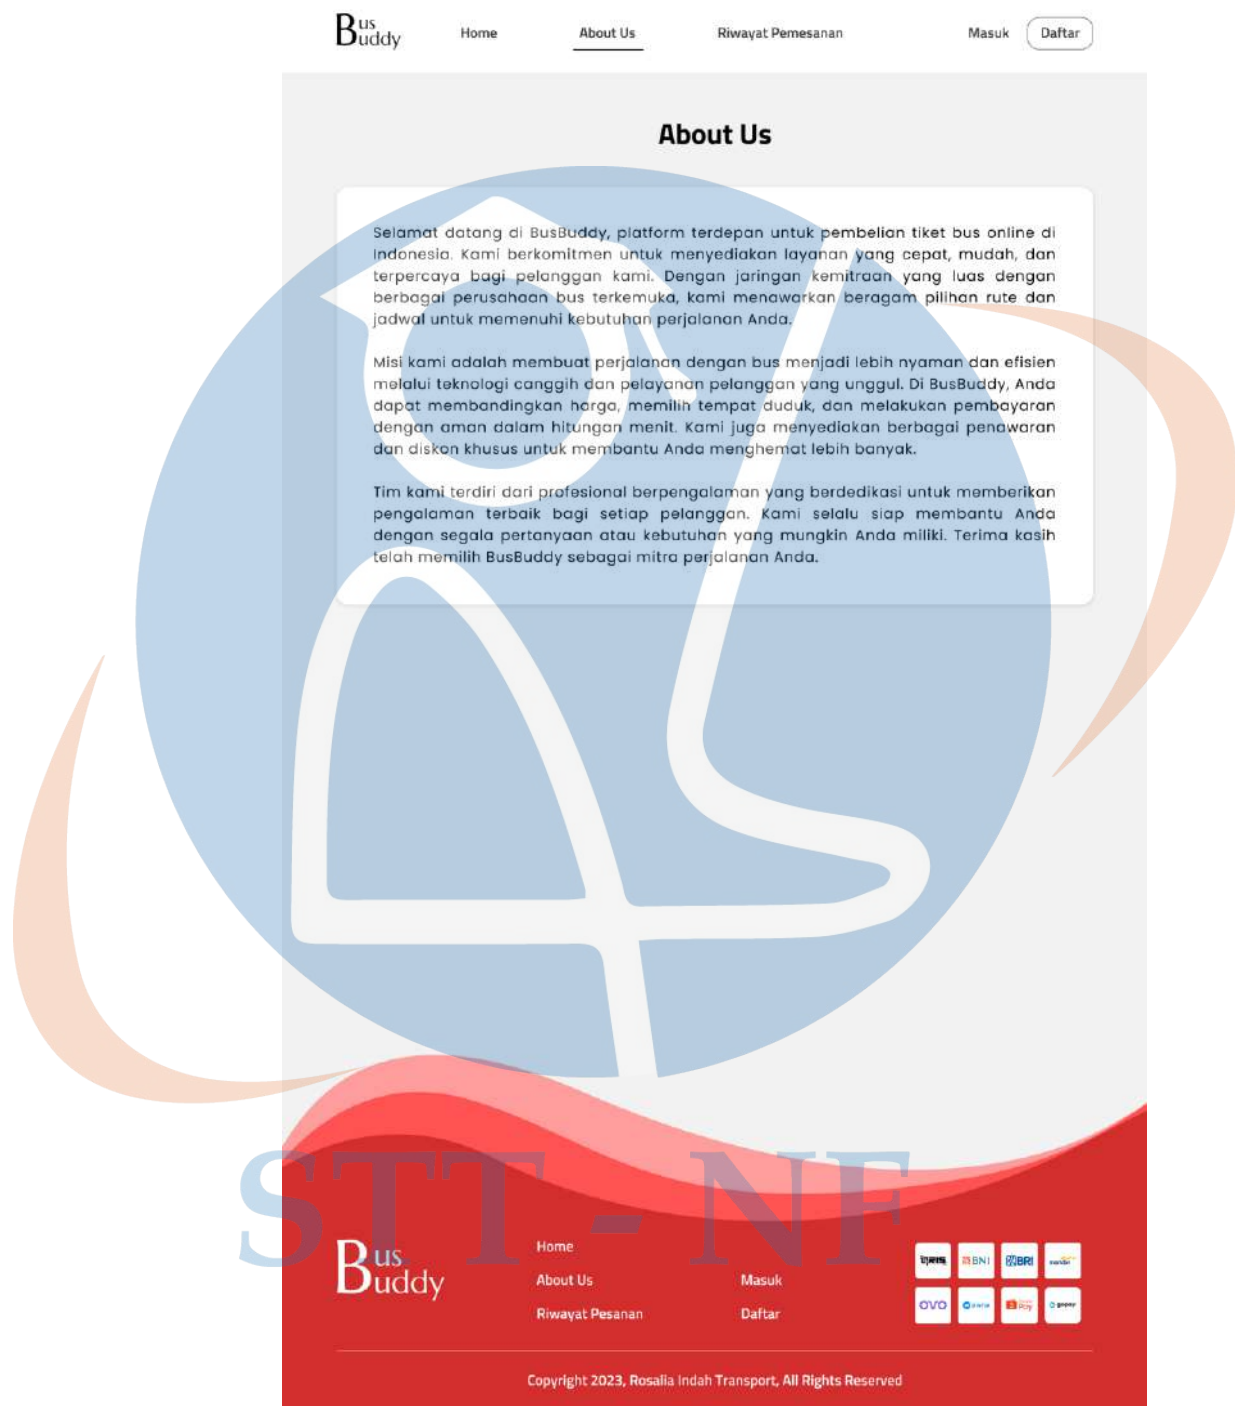 Bus Buddy
Home
About Us
Riwayat Pemesanan
Masuk
Daftar
About Us
Selamat datang di BusBuddy, platform terdepan untuk pembelian tiket bus online di
Indonesia. Kami berkomitmen untuk menyediakan layanan yang cepat, mudah, dan
terpercaya bagi pelanggan kami. Dengan jaringan kemitraan yang luas dengan
berbagai perusahaan bus terkemuka, kami menawarkan beragam pilihan rute dan
jadwal untuk memenuhi kebutuhan perjalanan Anda.
Misi kami adalah membuat perjalanan dengan bus menjadi lebih nyaman dan efisien
melalui teknologi canggih dan pelayanan pelanggan yang unggul. Di BusBuddy, Anda
dapat membandingkan harga, memilih tempat duduk, dan melakukan pembayaran
dengan aman dalam hitungan menit. Kami juga menyediakan berbagai penawaran
dan diskon khusus untuk membantu Anda menghemat lebih banyak.
Tim kami terdiri dari profesional berpengalaman yang berdedikasi untuk memberikan
pengalaman terbaik bagi setiap pelanggan. Kami selalu siap membantu Anda
dengan segala pertanyaan atau kebutuhan yang mungkin Anda miliki. Terima kasih
telah memilih BusBuddy sebagai mitra perjalanan Anda.
STT - NF
Bus Buddy
Home
About Us
Riwayat Pesanan
Masuk
Daftar
BNI
BRI
mandiri
OVO
Pay
gopay
Copyright 2023, Rosalia Indah Transport, All Rights Reserved